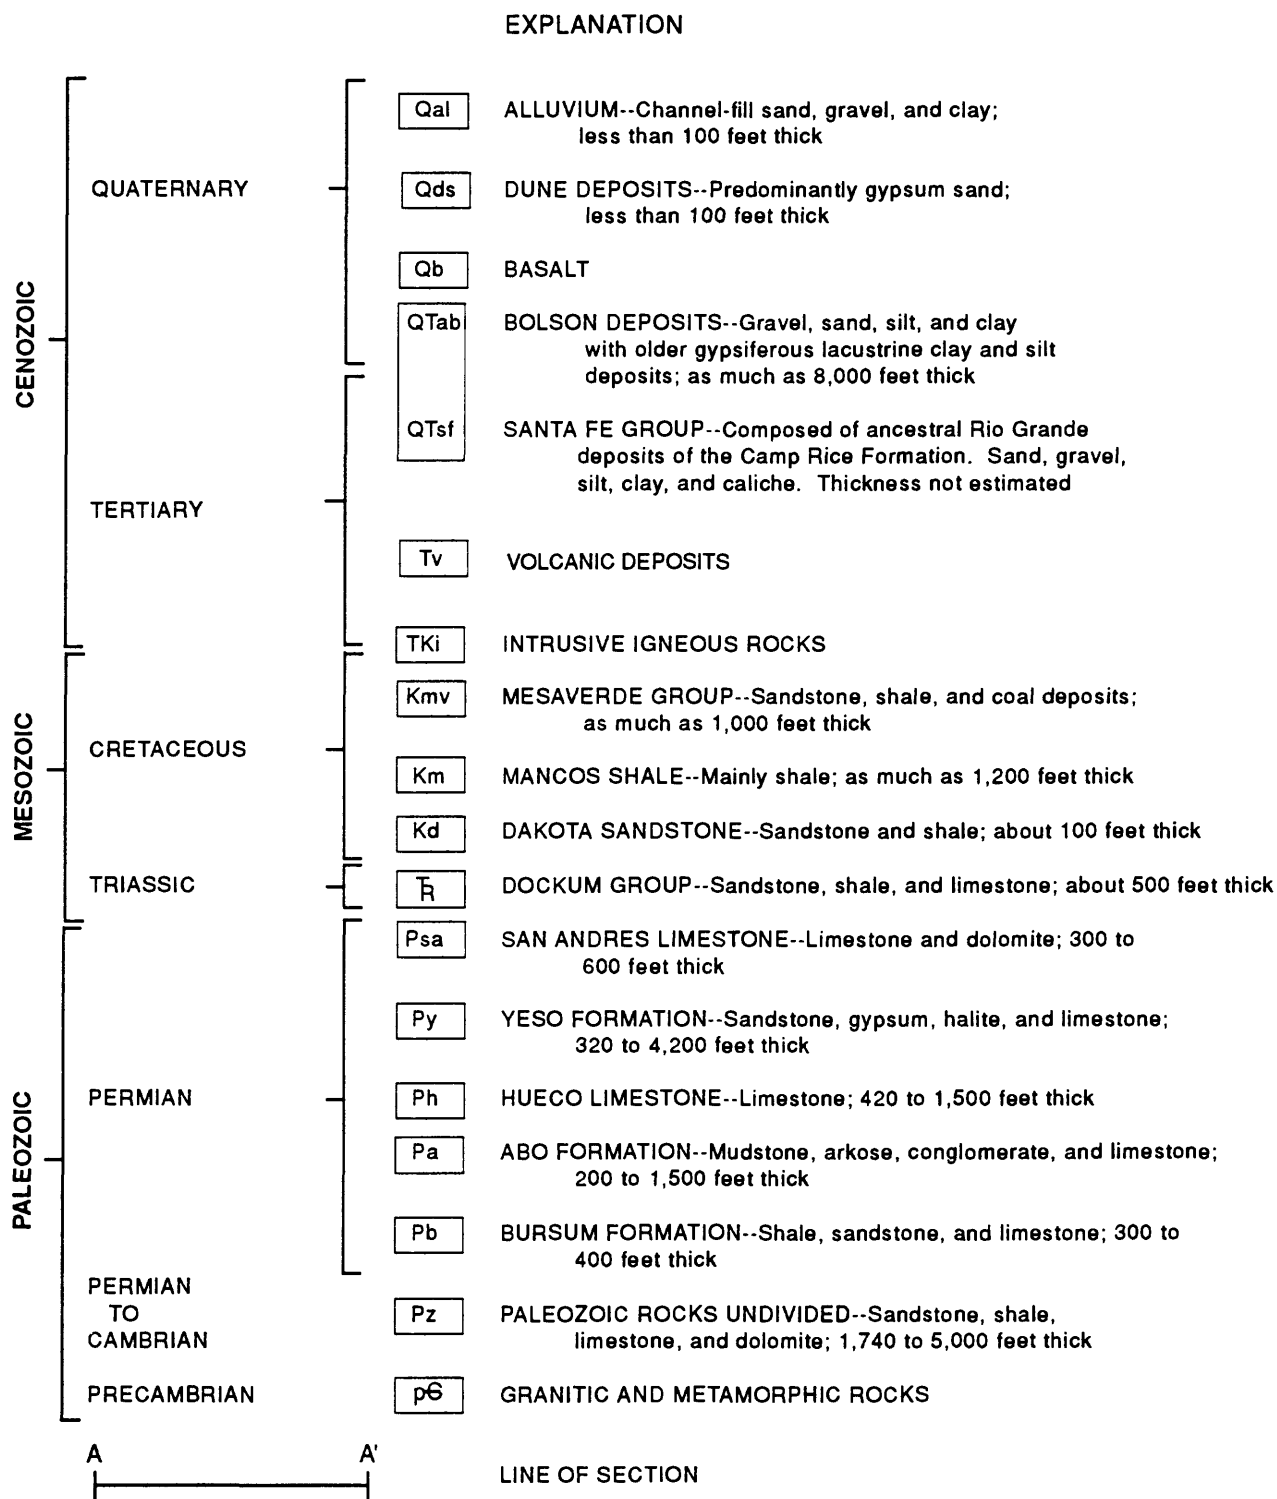 EXPLANATION
CENOZOIC
QUATERNARY
Qal ALLUVIUM--Channel-fill sand, gravel, and clay;
less than 100 feet thick
Qds DUNE DEPOSITS--Predominantly gypsum sand;
less than 100 feet thick
Qb BASALT
QTab BOLSON DEPOSITS--Gravel, sand, silt, and clay
with older gypsiferous lacustrine clay and silt
deposits; as much as 8,000 feet thick
TERTIARY
QTsf SANTA FE GROUP--Composed of ancestral Rio Grande
deposits of the Camp Rice Formation. Sand, gravel,
silt, clay, and caliche. Thickness not estimated
Tv VOLCANIC DEPOSITS
TKi INTRUSIVE IGNEOUS ROCKS
MESOZOIC
CRETACEOUS
Kmv MESAVERDE GROUP--Sandstone, shale, and coal deposits;
as much as 1,000 feet thick
Km MANCOS SHALE--Mainly shale; as much as 1,200 feet thick
Kd DAKOTA SANDSTONE--Sandstone and shale; about 100 feet thick
TRIASSIC
TR DOCKUM GROUP--Sandstone, shale, and limestone; about 500 feet thick
PALEOZOIC
PERMIAN
Psa SAN ANDRES LIMESTONE--Limestone and dolomite; 300 to
600 feet thick
Py YESO FORMATION--Sandstone, gypsum, halite, and limestone;
320 to 4,200 feet thick
Ph HUECO LIMESTONE--Limestone; 420 to 1,500 feet thick
Pa ABO FORMATION--Mudstone, arkose, conglomerate, and limestone;
200 to 1,500 feet thick
Pb BURSUM FORMATION--Shale, sandstone, and limestone; 300 to
400 feet thick
PERMIAN
TO
CAMBRIAN
Pz PALEOZOIC ROCKS UNDIVIDED--Sandstone, shale,
limestone, and dolomite; 1,740 to 5,000 feet thick
PRECAMBRIAN
pЄ GRANITIC AND METAMORPHIC ROCKS
A A'
LINE OF SECTION